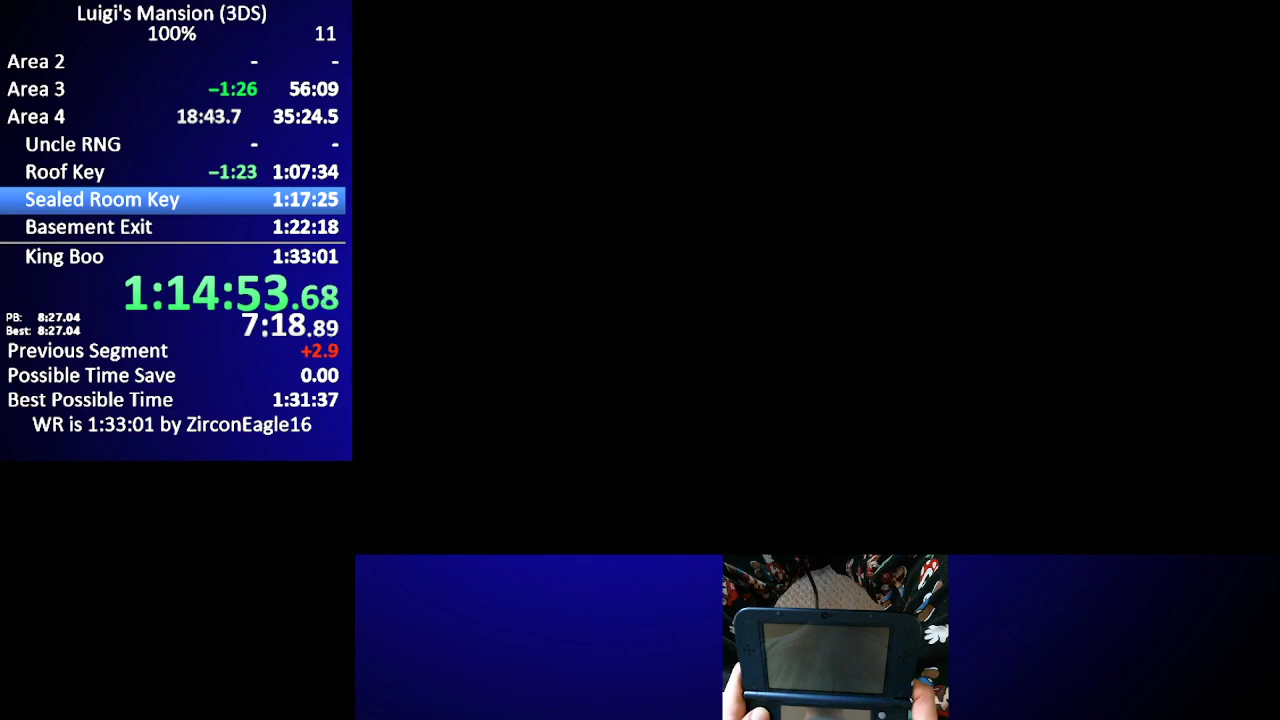 Luigi's Mansion (3DS)
100% 11
Area 2 - -
Area 3 −1:26 56:09
Area 4 18:43.7 35:24.5
Uncle RNG - -
Roof Key −1:23 1:07:34
Sealed Room Key 1:17:25
Basement Exit 1:22:18
King Boo 1:33:01
1:14:53.68
PB: 8:27.04
Best: 8:27.04
7:18.89
Previous Segment +2.9
Possible Time Save 0.00
Best Possible Time 1:31:37
WR is 1:33:01 by ZirconEagle16